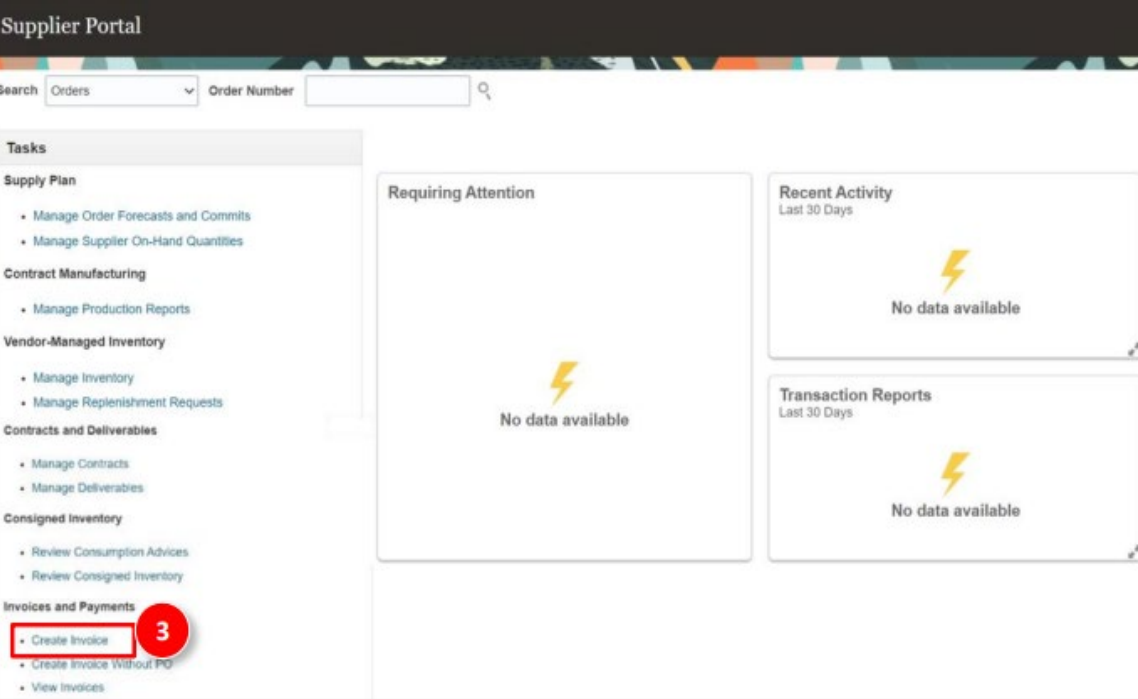 Supplier Portal
Search Orders Order Number
Tasks
Supply Plan
Manage Order Forecasts and Commits
Manage Supplier On-Hand Quantities
Contract Manufacturing
Manage Production Reports
Vendor-Managed Inventory
Manage Inventory
Manage Replenishment Requests
Contracts and Deliverables
Manage Contracts
Manage Deliverables
Consigned Inventory
Review Consumption Advices
Review Consigned Inventory
Invoices and Payments
Create Invoice 3
Create Invoice Without PO
View Invoices
Requiring Attention
No data available
Recent Activity
Last 30 Days
No data available
Transaction Reports
Last 30 Days
No data available